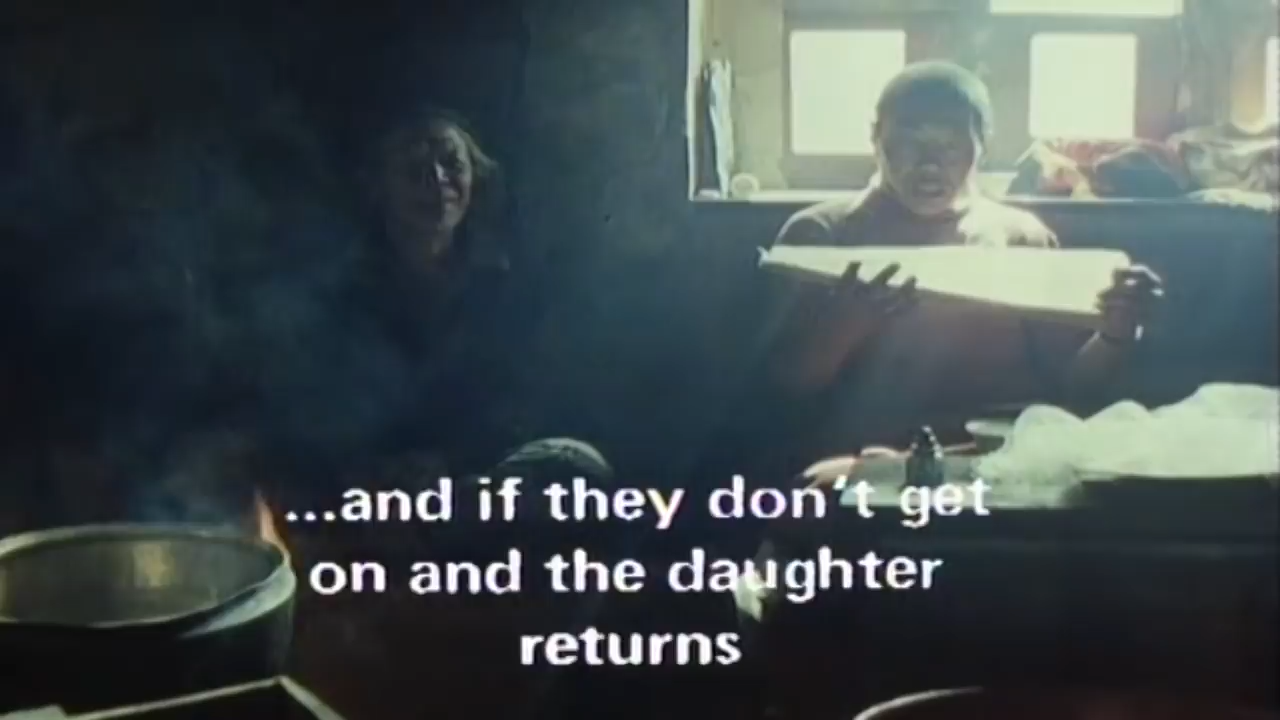 ...and if they don't get
on and the daughter
returns